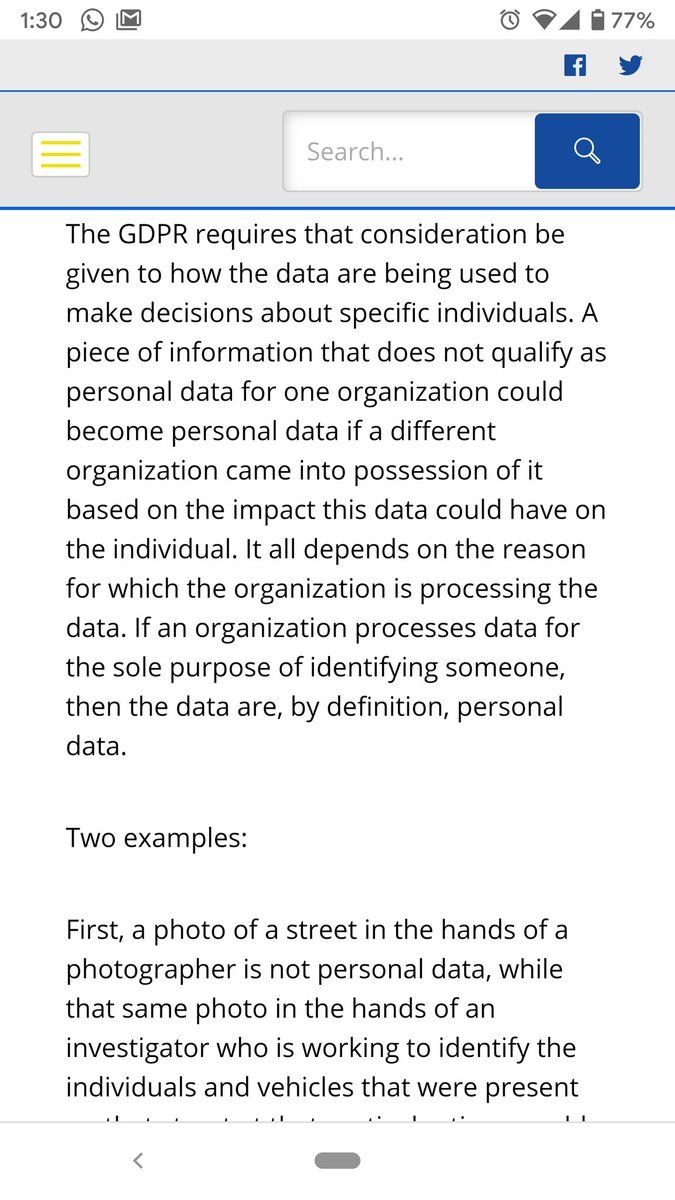 1:30
77%
Search...
The GDPR requires that consideration be
given to how the data are being used to
make decisions about specific individuals. A
piece of information that does not qualify as
personal data for one organization could
become personal data if a different
organization came into possession of it
based on the impact this data could have on
the individual. It all depends on the reason
for which the organization is processing the
data. If an organization processes data for
the sole purpose of identifying someone,
then the data are, by definition, personal
data.
Two examples:
First, a photo of a street in the hands of a
photographer is not personal data, while
that same photo in the hands of an
investigator who is working to identify the
individuals and vehicles that were present